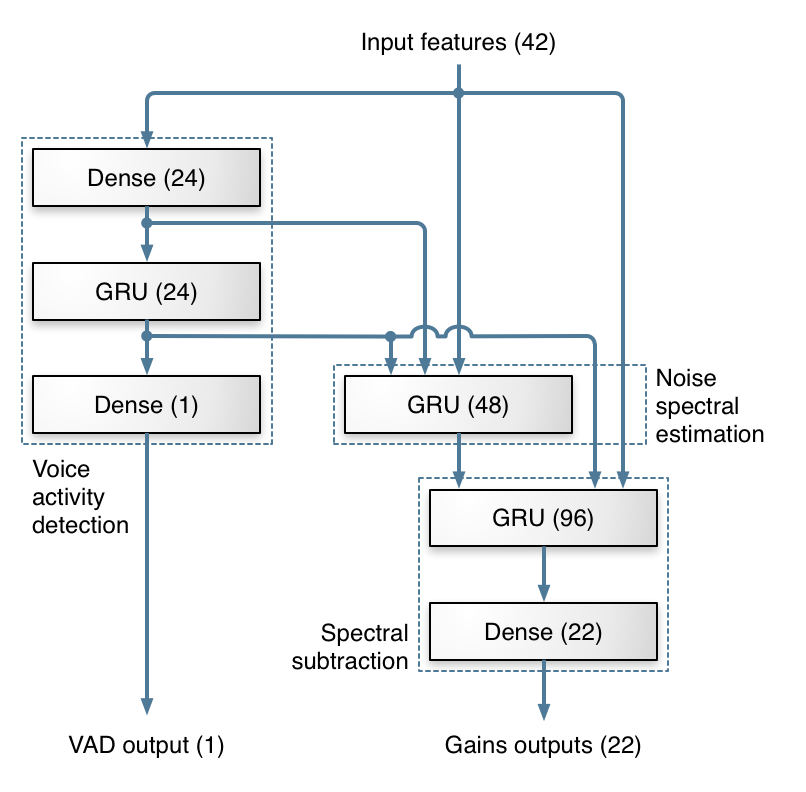 Input features (42)
Dense (24)
GRU (24)
Dense (1)
Voice
activity
detection
GRU (48)
Noise
spectral
estimation
GRU (96)
Dense (22)
Spectral
subtraction
VAD output (1)
Gains outputs (22)